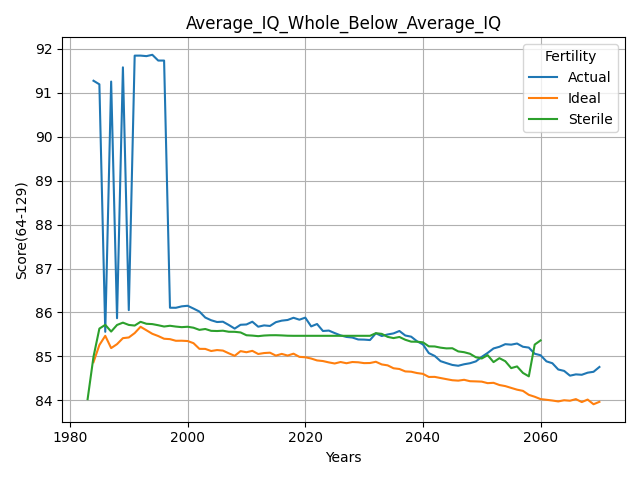 Average_IQ_Whole_Below_Average_IQ
Fertility
Actual
Ideal
Sterile
Score(64-129)
92
91
90
89
88
87
86
85
84
1980
2000
2020
2040
2060
Years